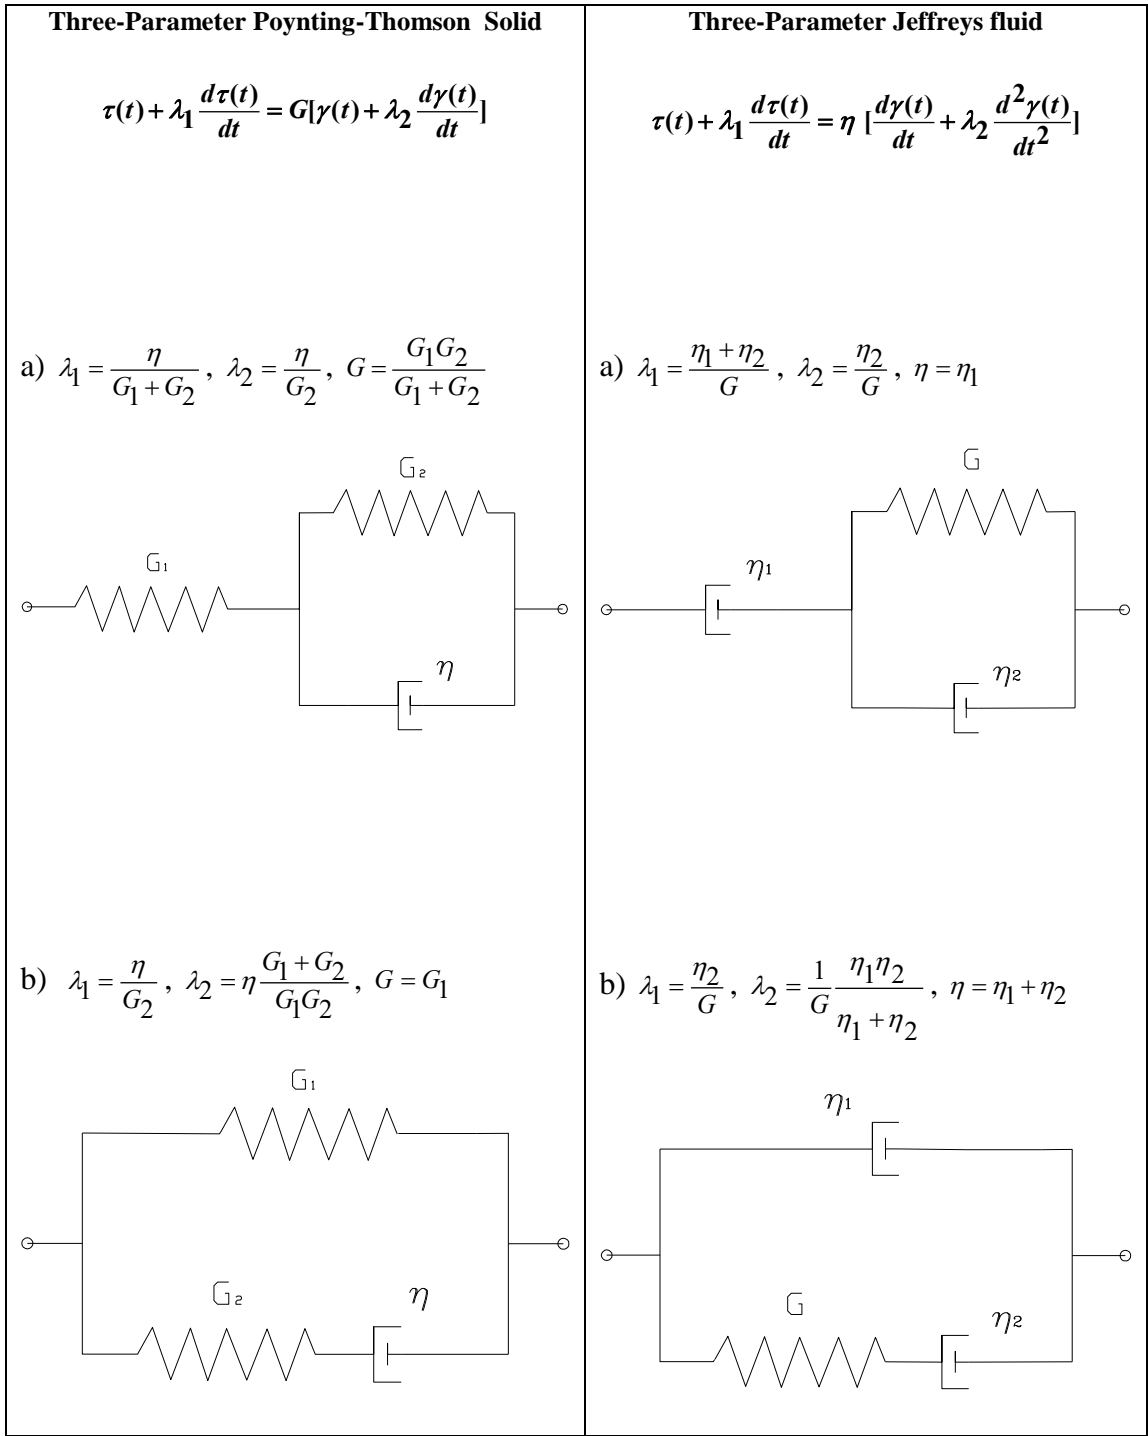 Three-Parameter Poynting-Thomson Solid
τ(t) + λ₁ dτ(t)/dt = G[γ(t) + λ₂ dγ(t)/dt]
a) λ₁ = η/(G₁ + G₂) , λ₂ = η/G₂ , G = G₁G₂/(G₁ + G₂)
G₂
G₁
η
b) λ₁ = η/G₂ , λ₂ = η (G₁ + G₂)/(G₁G₂) , G = G₁
G₁
G₂ η
Three-Parameter Jeffreys fluid
τ(t) + λ₁ dτ(t)/dt = η [dγ(t)/dt + λ₂ d²γ(t)/dt²]
a) λ₁ = (η₁ + η₂)/G , λ₂ = η₂/G , η = η₁
G
η₁
η₂
b) λ₁ = η₂/G , λ₂ = (1/G) η₁η₂/(η₁ + η₂) , η = η₁ + η₂
η₁
G η₂